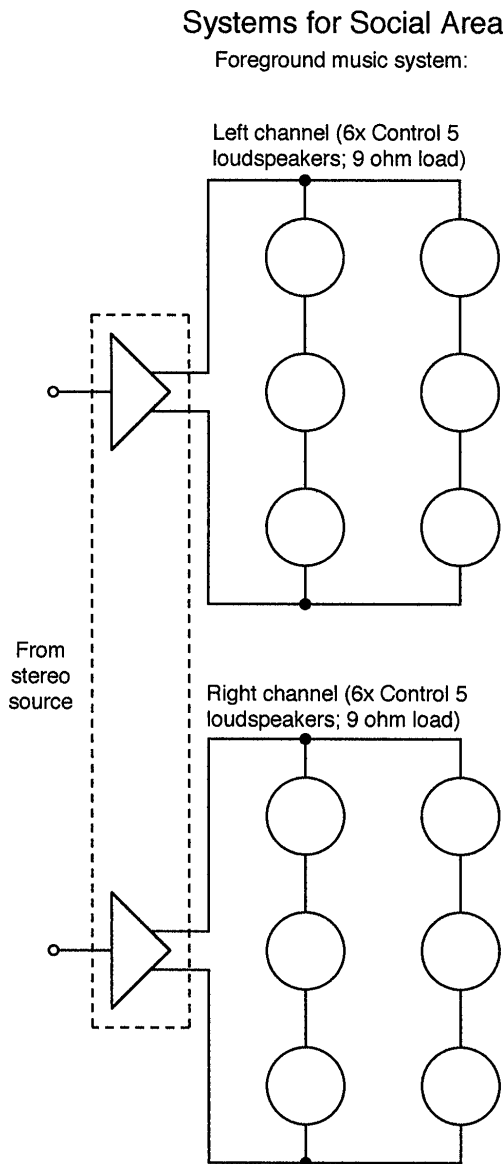 Systems for Social Area
Foreground music system:
Left channel (6x Control 5
loudspeakers; 9 ohm load)
From
stereo
source
Right channel (6x Control 5
loudspeakers; 9 ohm load)